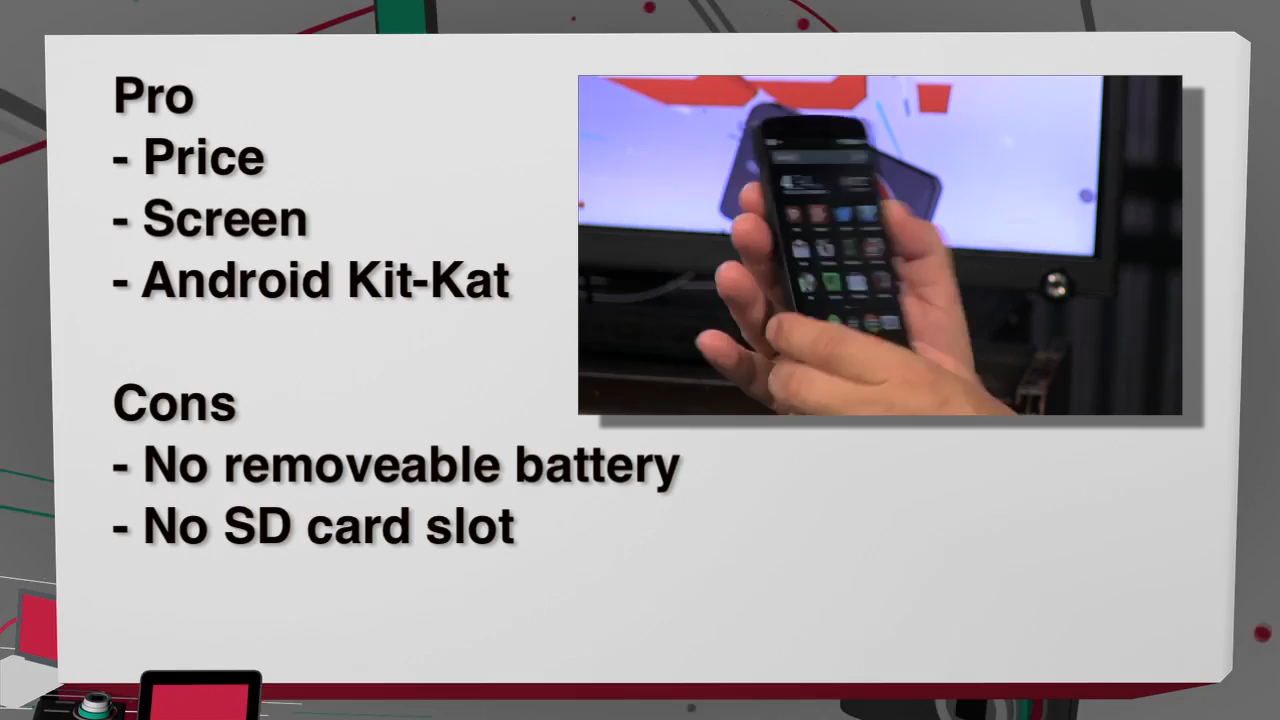 Pro
- Price
- Screen
- Android Kit-Kat
Cons
- No removeable battery
- No SD card slot